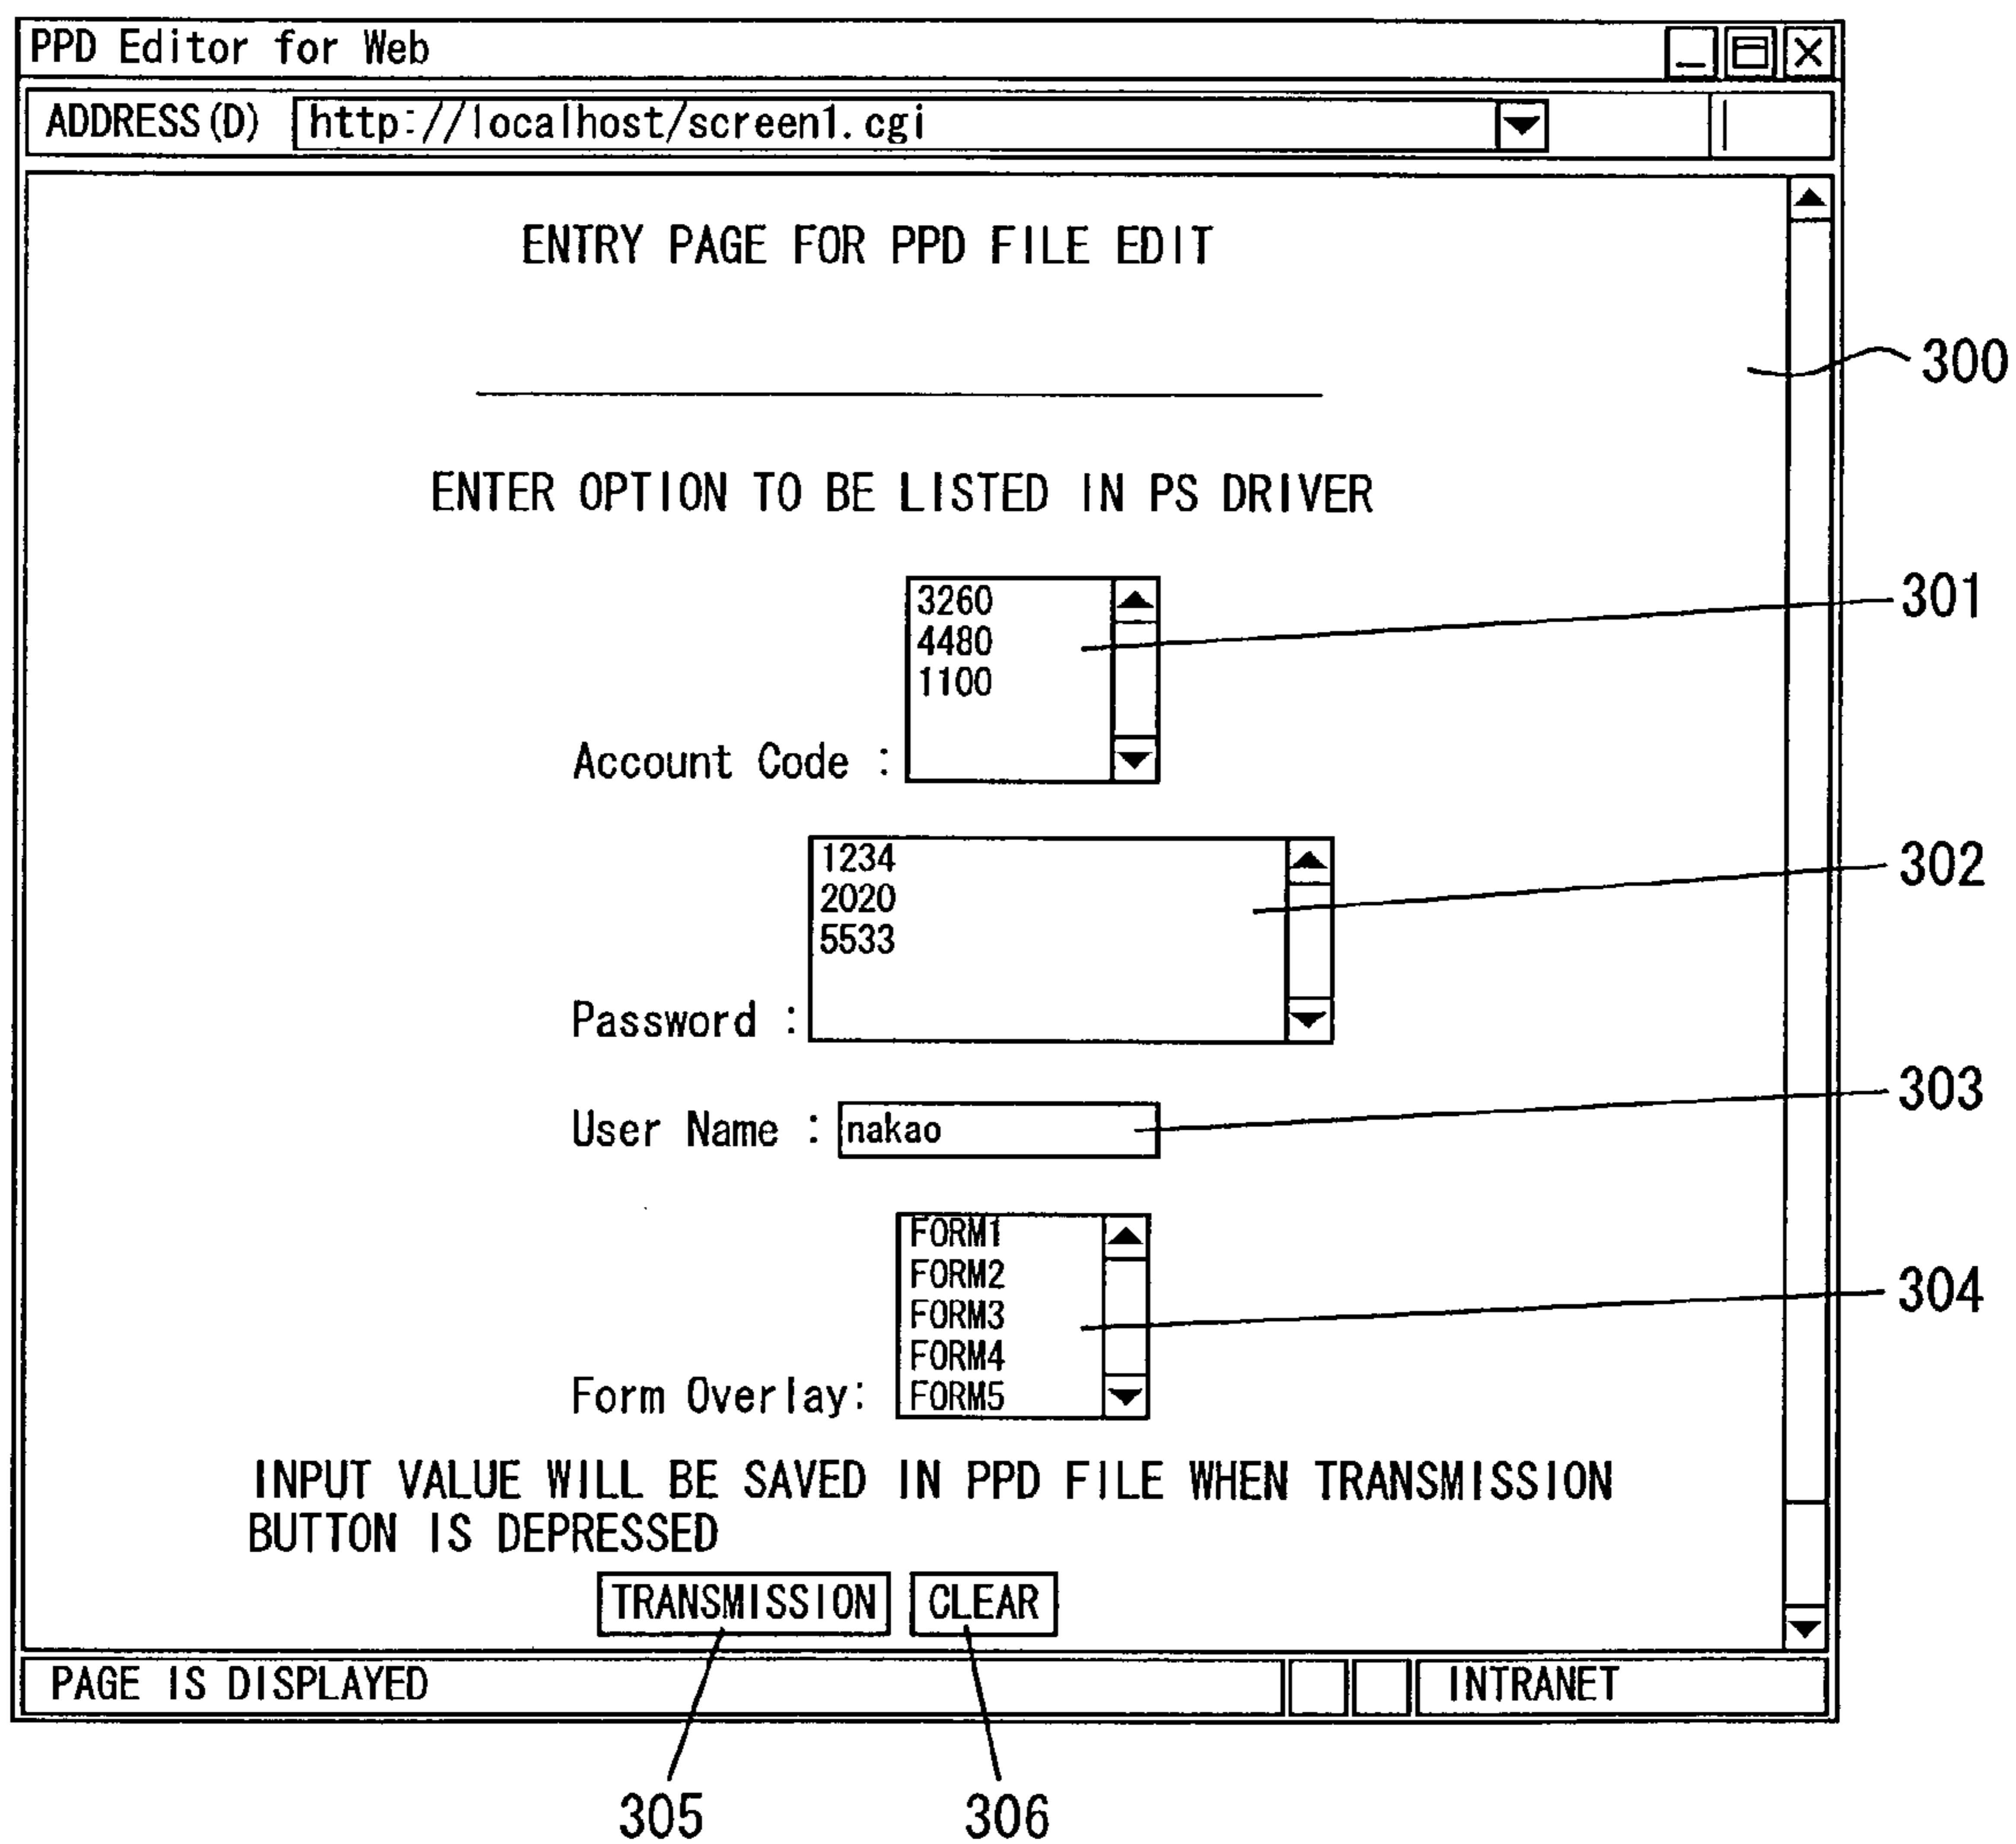 PPD Editor for Web
ADDRESS(D) http://localhost/screen1.cgi
ENTRY PAGE FOR PPD FILE EDIT
300
ENTER OPTION TO BE LISTED IN PS DRIVER
3260
4480
1100
Account Code :
301
1234
2020
5533
Password :
302
User Name : nakao
303
FORM1
FORM2
FORM3
FORM4
FORM5
Form Overlay:
304
INPUT VALUE WILL BE SAVED IN PPD FILE WHEN TRANSMISSION
BUTTON IS DEPRESSED
TRANSMISSION CLEAR
PAGE IS DISPLAYED INTRANET
305 306